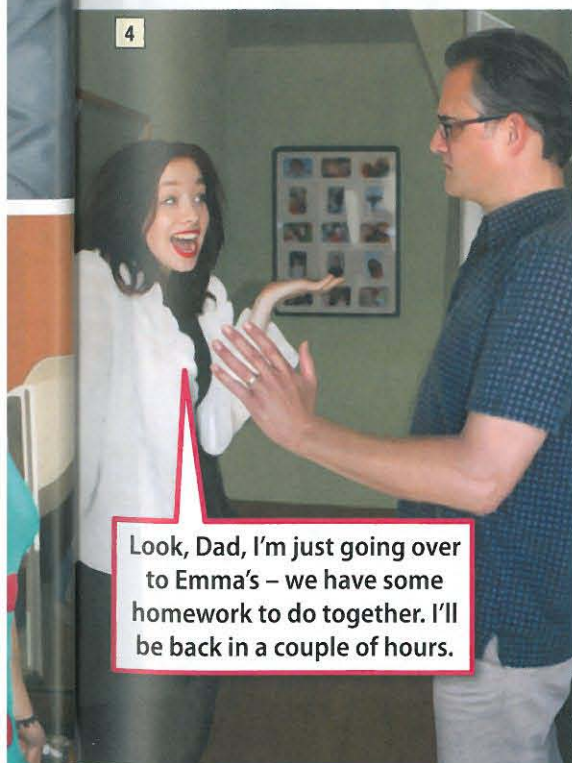 4
Look, Dad, I'm just going over
to Emma's – we have some
homework to do together. I'll
be back in a couple of hours.